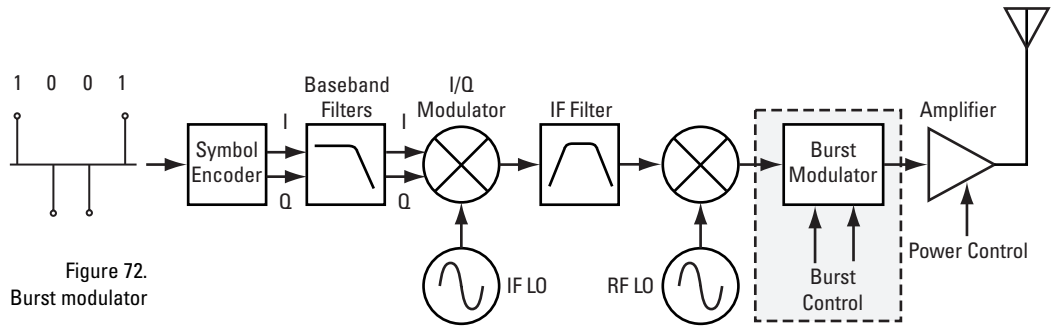 1 0 0 1
Symbol
Encoder
I
Q
Baseband
Filters
I
Q
I/Q
Modulator
IF LO
IF Filter
RF LO
Burst
Modulator
Burst
Control
Amplifier
Power Control
Figure 72.
Burst modulator